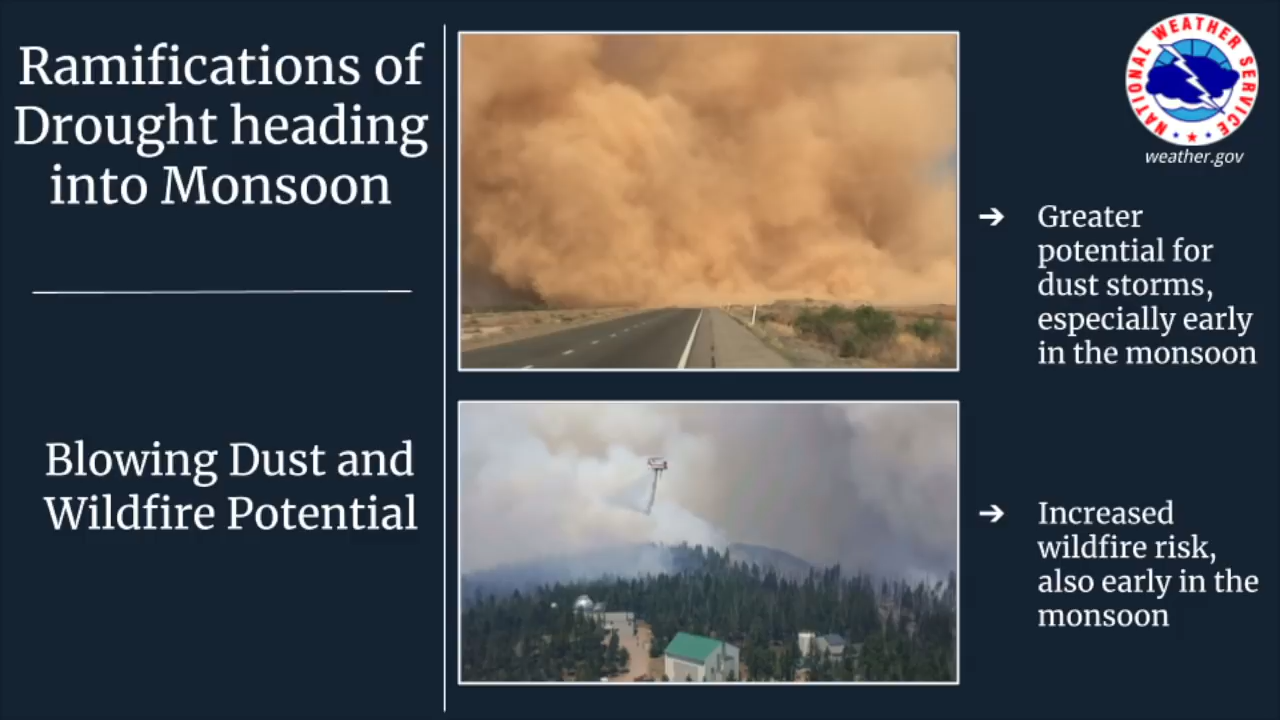 Ramifications of
Drought heading
into Monsoon
Blowing Dust and
Wildfire Potential
NATIONAL WEATHER SERVICE
weather.gov
➔ Greater
potential for
dust storms,
especially early
in the monsoon
➔ Increased
wildfire risk,
also early in the
monsoon